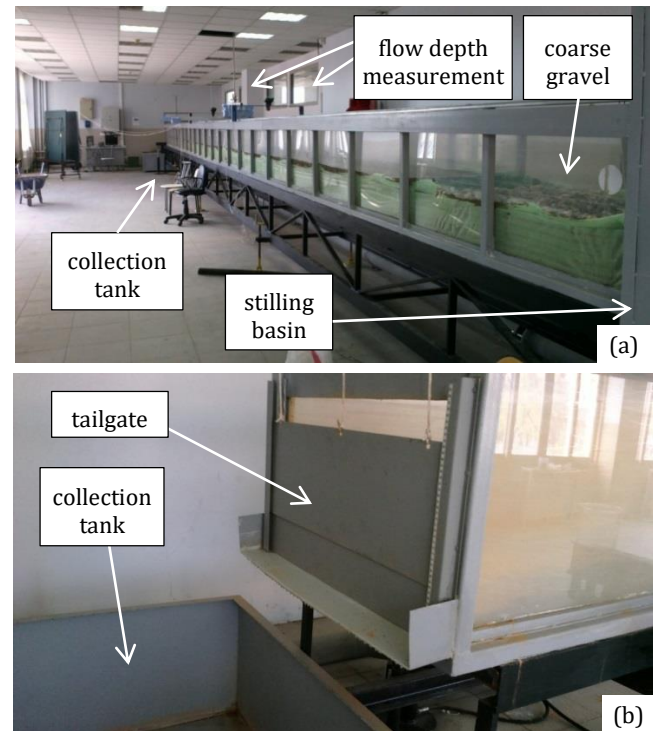 flow depth
measurement
coarse
gravel
collection
tank
stilling
basin
(a)
tailgate
collection
tank
(b)